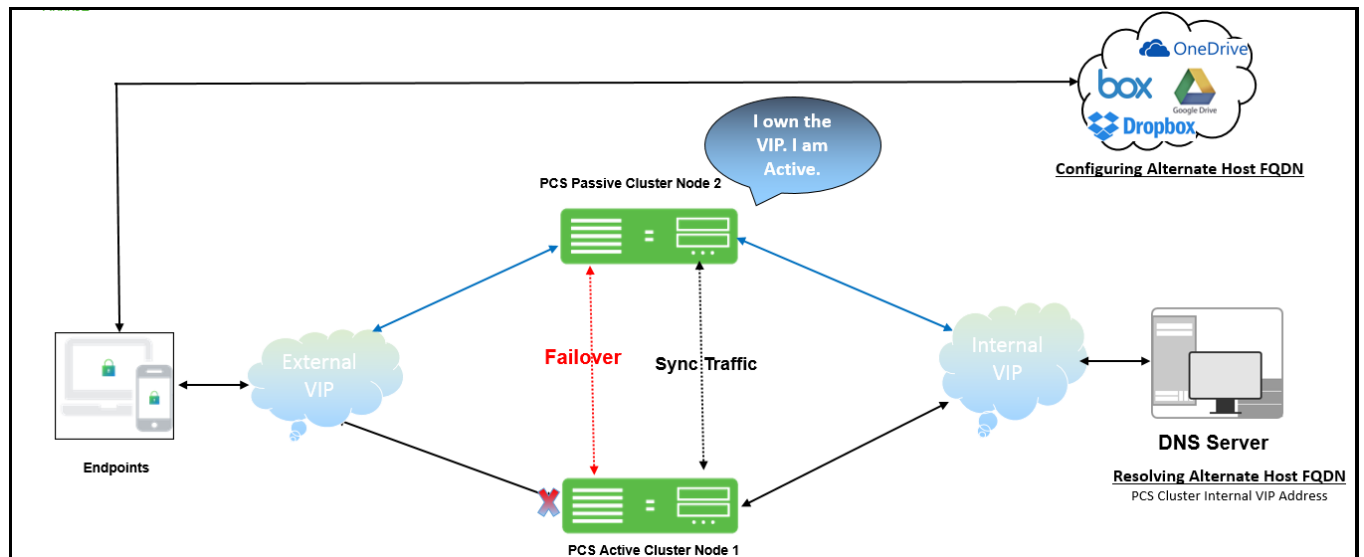 OneDrive
box
Google Drive
Dropbox
Configuring Alternate Host FQDN
I own the
VIP. I am
Active.
PCS Passive Cluster Node 2
External
VIP
Failover
Sync Traffic
Internal
VIP
Endpoints
DNS Server
Resolving Alternate Host FQDN
PCS Cluster Internal VIP Address
PCS Active Cluster Node 1